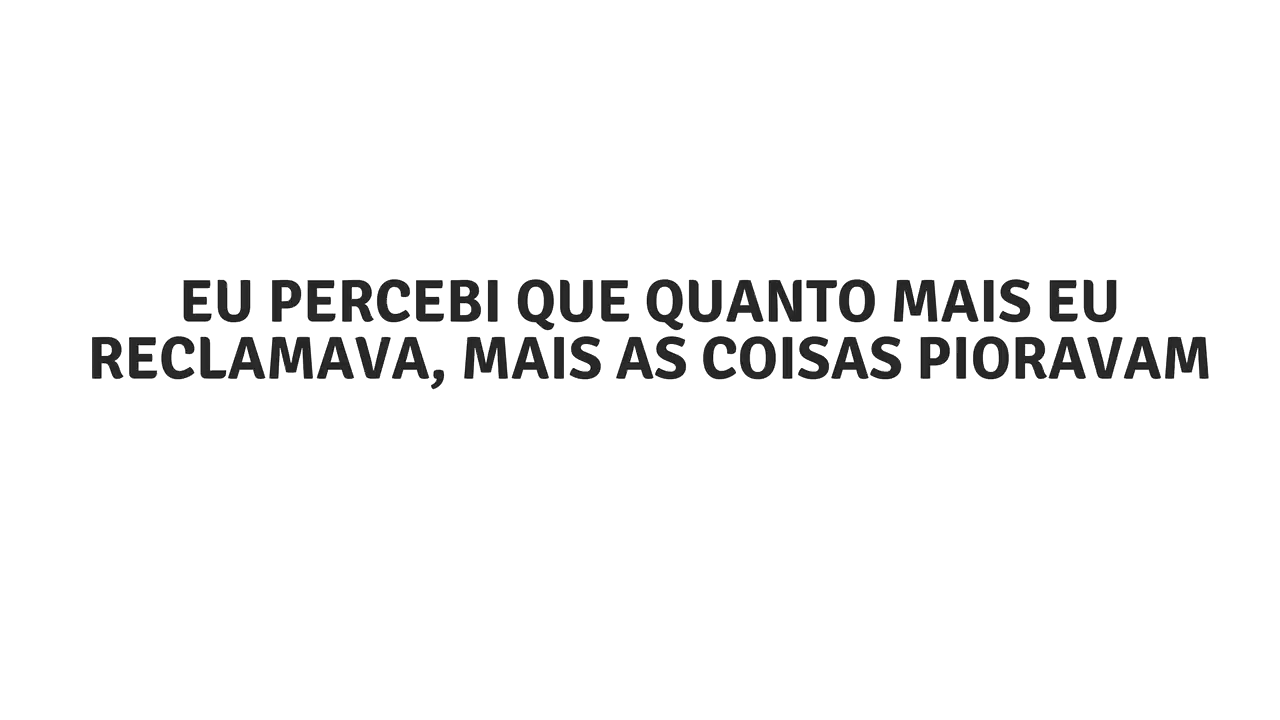 EU PERCEBI QUE QUANTO MAIS EU
RECLAMAVA, MAIS AS COISAS PIORAVAM